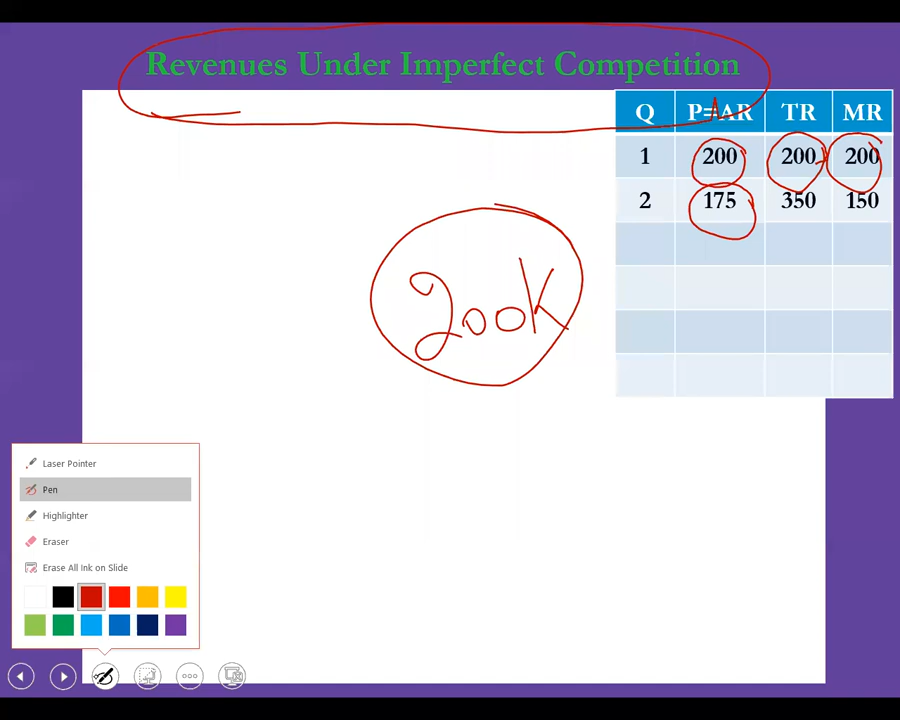 Revenues Under Imperfect Competition
Q P=AR TR MR
1 200 200 200
2 175 350 150
200K
Laser Pointer
Pen
Highlighter
Eraser
Erase All Ink on Slide